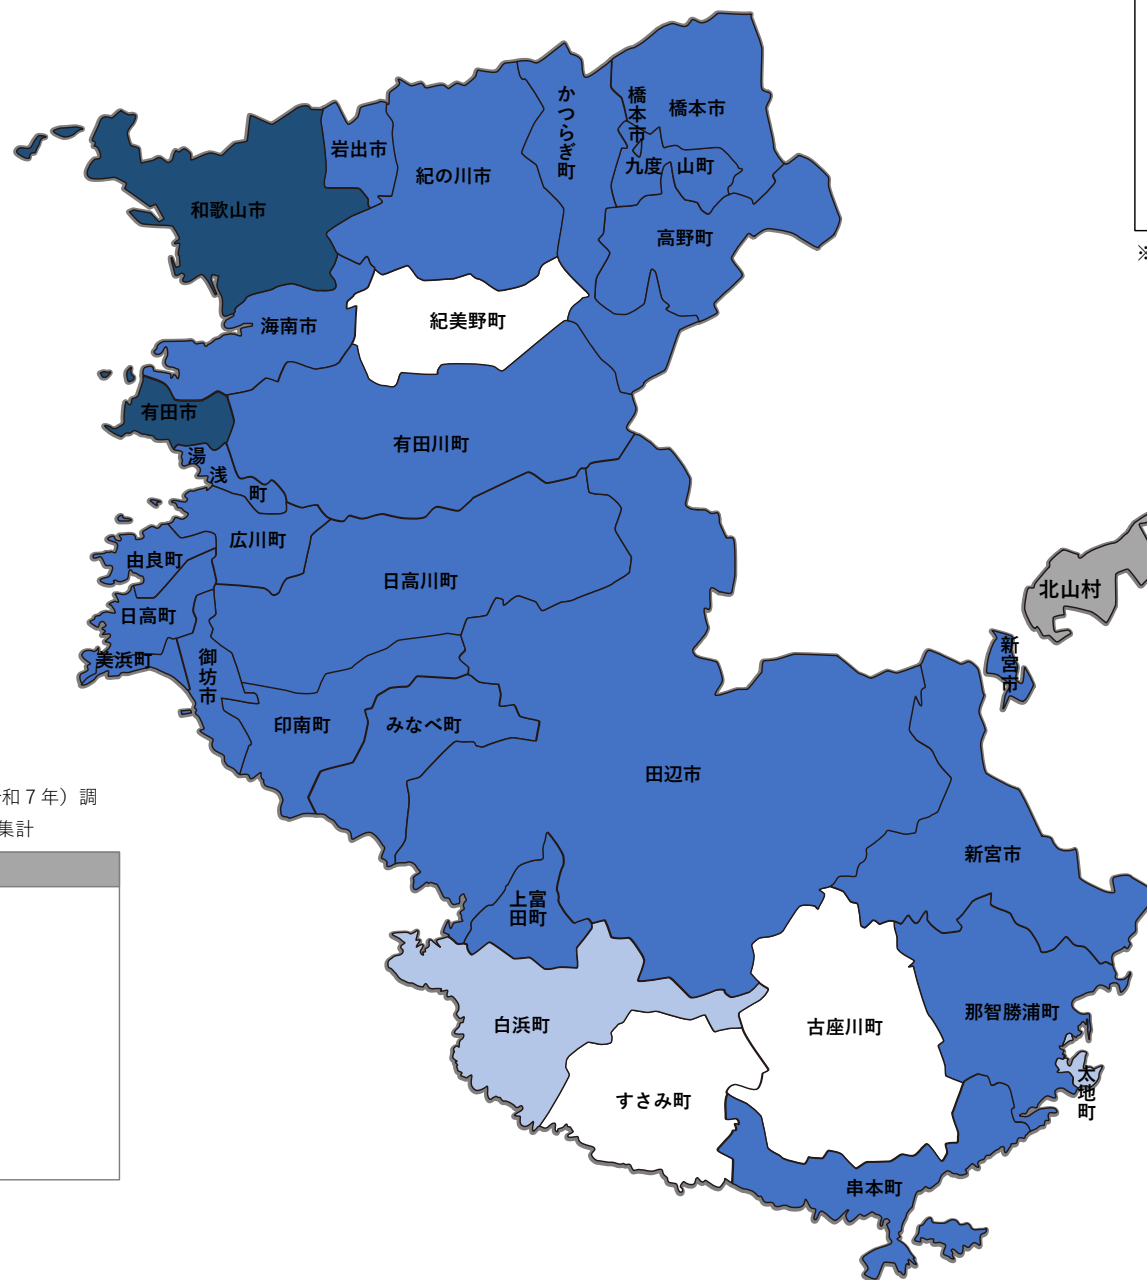 橋本市
橋本市
かつらぎ町
岩出市
紀の川市
九度山町
和歌山市
高野町
※
紀美野町
海南市
有田市
有田川町
湯浅町
広川町
由良町
日高川町
北山村
日高町
美浜町
御坊市
新宮市
印南町
みなべ町
田辺市
和７年）調
集計
新宮市
上富
田町
白浜町
古座川町
那智勝浦町
太地町
すさみ町
串本町